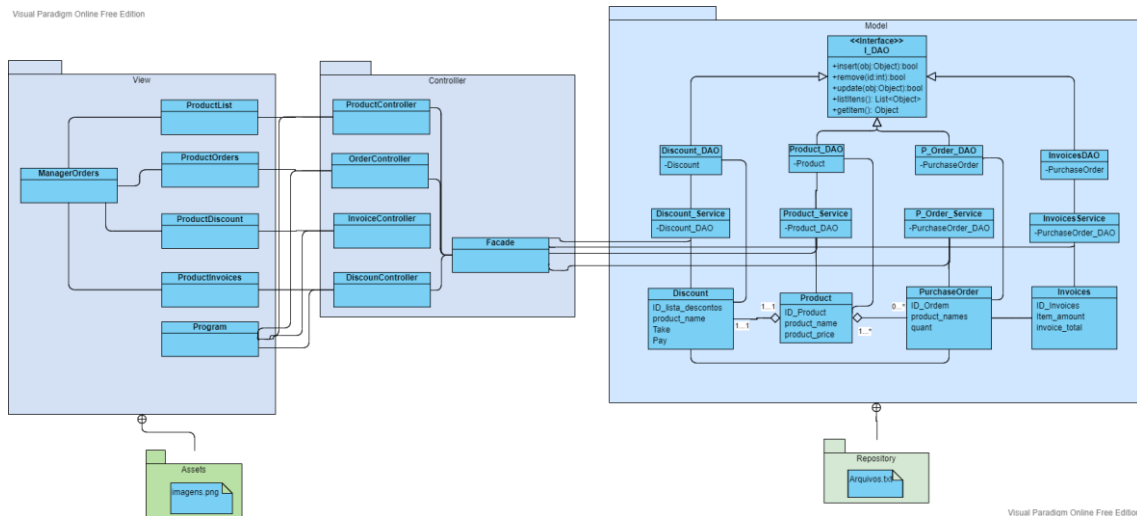 Visual Paradigm Online Free Edition
View
ProductList
ProductOrders
ManagerOrders
ProductDiscount
ProductInvoices
Program
Assets
imagens.png
Controlller
ProductController
OrderController
InvoiceController
DiscounController
Facade
Model
<<Interface>>
I_DAO
+insert(obj:Object):bool
+remove(id:int):bool
+update(obj:Object):bool
+listItens(): List<Object>
+getItem(): Object
Discount_DAO
-Discount
Product_DAO
-Product
P_Order_DAO
-PurchaseOrder
InvoicesDAO
-PurchaseOrder
Discount_Service
-Discount_DAO
Product_Service
-Product_DAO
P_Order_Service
-PurchaseOrder_DAO
InvoicesService
-PurchaseOrder_DAO
Discount
ID_lista_descontos
product_name
Take
Pay
1...1
1...1
Product
ID_Product
product_name
product_price
0...*
1...*
PurchaseOrder
ID_Ordem
product_names
quant
Invoices
ID_Invoices
Item_amount
invoice_total
Repository
Arquivos.txt
Visual Paradigm Online Free Edition